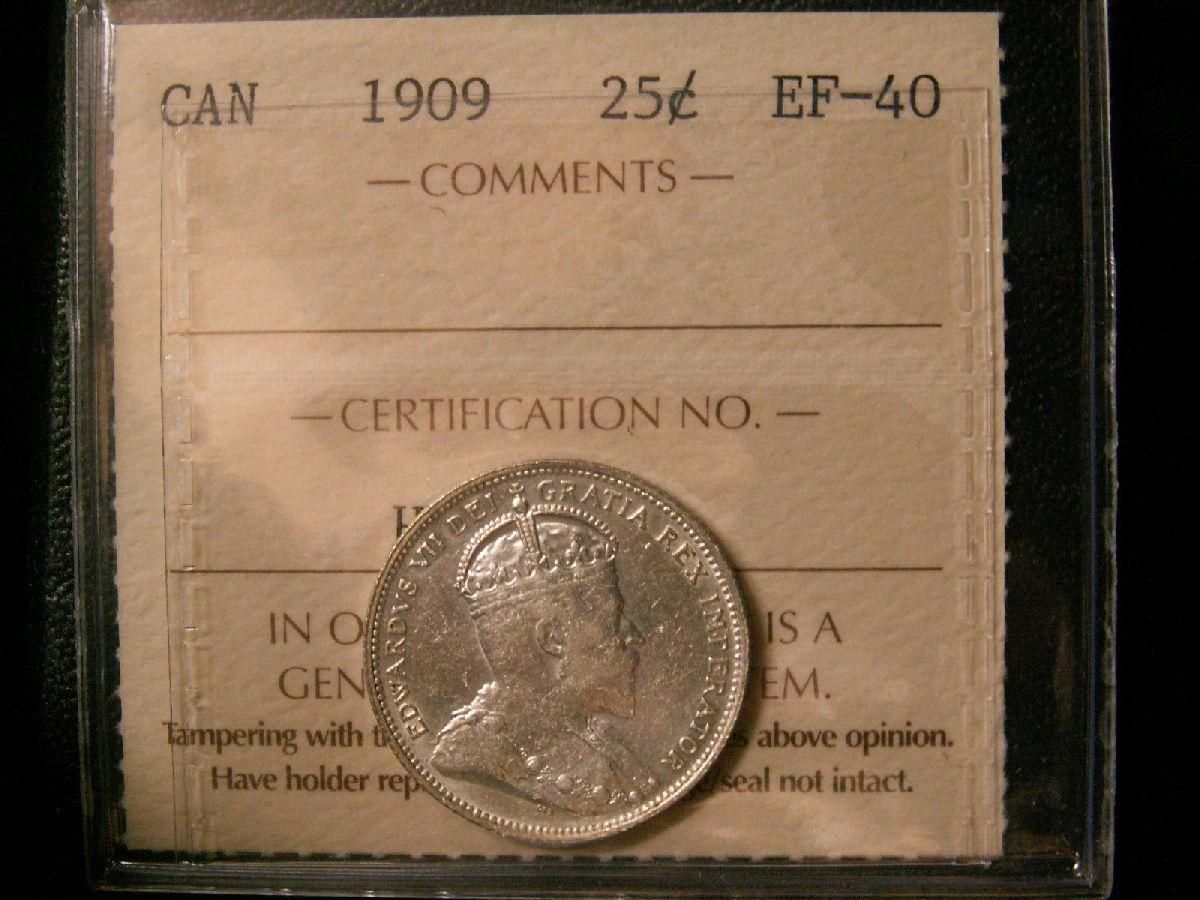 CAN 1909 25¢ EF-40
— COMMENTS —
— CERTIFICATION NO. —
EDWARDVS VII DEI GRATIA REX IMPERATOR
IN O IS A
GEN EM.
Tampering with above opinion.
Have holder rep /seal not intact.